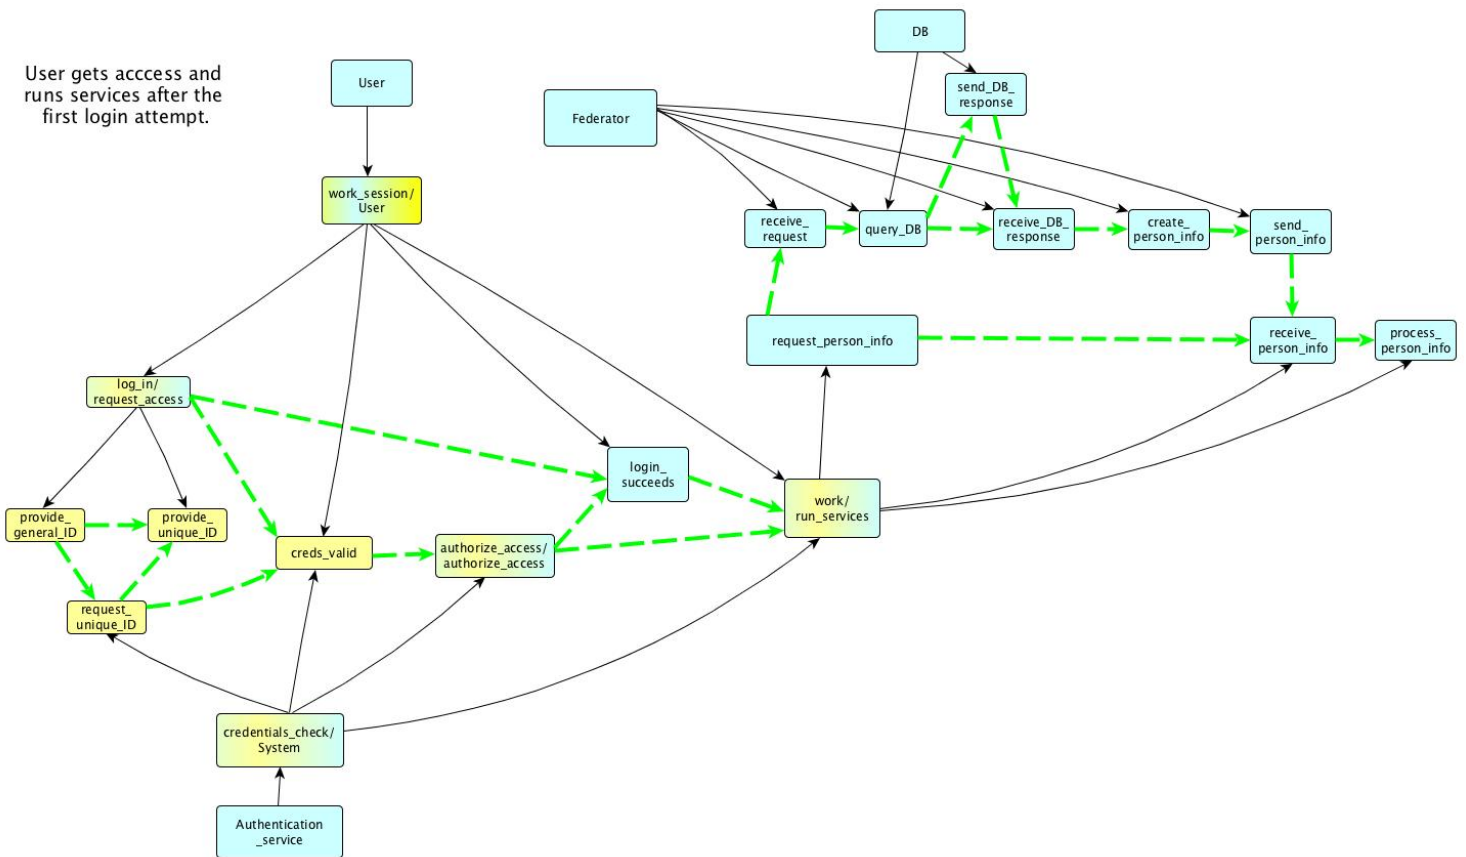 User gets acccess and
runs services after the
first login attempt.
User
DB
Federator
send_DB_
response
work_session/
User
receive_
request
query_DB
receive_DB_
response
create_
person_info
send_
person_info
request_person_info
receive_
person_info
process_
person_info
log_in/
request_access
login_
succeeds
work/
run_services
provide_
general_ID
provide_
unique_ID
creds_valid
authorize_access/
authorize_access
request_
unique_ID
credentials_check/
System
Authentication
_service